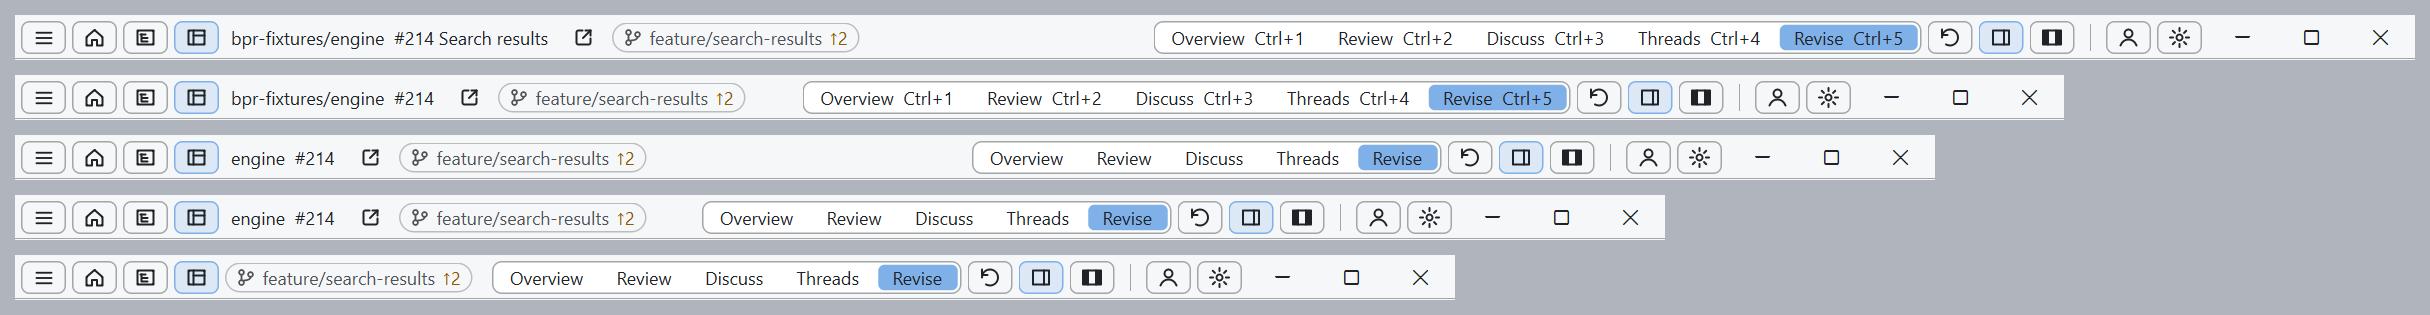 bpr-fixtures/engine #214 Search results feature/search-results ↑2 Overview Ctrl+1 Review Ctrl+2 Discuss Ctrl+3 Threads Ctrl+4 Revise Ctrl+5
bpr-fixtures/engine #214 feature/search-results ↑2 Overview Ctrl+1 Review Ctrl+2 Discuss Ctrl+3 Threads Ctrl+4 Revise Ctrl+5
engine #214 feature/search-results ↑2 Overview Review Discuss Threads Revise
engine #214 feature/search-results ↑2 Overview Review Discuss Threads Revise
feature/search-results ↑2 Overview Review Discuss Threads Revise